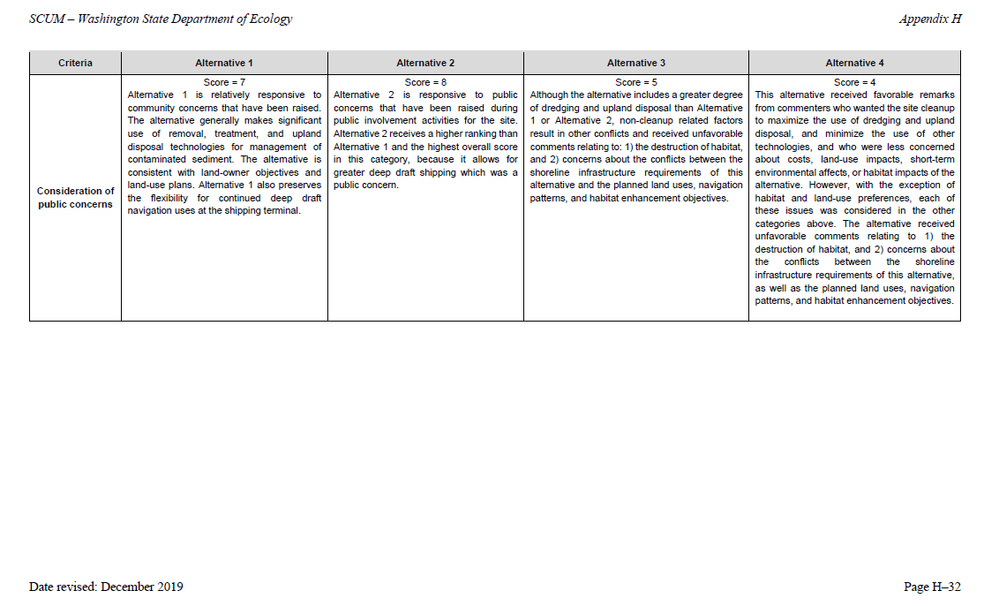 SCUM – Washington State Department of Ecology
Appendix H
Criteria
Alternative 1
Alternative 2
Alternative 3
Alternative 4
Consideration of
public concerns
Score = 7
Alternative 1 is relatively responsive to
community concerns that have been raised.
The alternative generally makes significant
use of removal, treatment, and upland
disposal technologies for management of
contaminated sediment. The alternative is
consistent with land-owner objectives and
land-use plans. Alternative 1 also preserves
the flexibility for continued deep draft
navigation uses at the shipping terminal.
Score = 8
Alternative 2 is responsive to public
concerns that have been raised during
public involvement activities for the site.
Alternative 2 receives a higher ranking than
Alternative 1 and the highest overall score
in this category, because it allows for
greater deep draft shipping which was a
public concern.
Score = 5
Although the alternative includes a greater degree
of dredging and upland disposal than Alternative
1 or Alternative 2, non-cleanup related factors
result in other conflicts and received unfavorable
comments relating to: 1) the destruction of habitat,
and 2) concerns about the conflicts between the
shoreline infrastructure requirements of this
alternative and the planned land uses, navigation
patterns, and habitat enhancement objectives.
Score = 4
This alternative received favorable remarks
from commenters who wanted the site cleanup
to maximize the use of dredging and upland
disposal, and minimize the use of other
technologies, and who were less concerned
about costs, land-use impacts, short-term
environmental affects, or habitat impacts of the
alternative. However, with the exception of
habitat and land-use preferences, each of
these issues was considered in the other
categories above. The alternative received
unfavorable comments relating to 1) the
destruction of habitat, and 2) concerns about
the conflicts between the shoreline
infrastructure requirements of this alternative,
as well as the planned land uses, navigation
patterns, and habitat enhancement objectives.
Date revised: December 2019
Page H–32